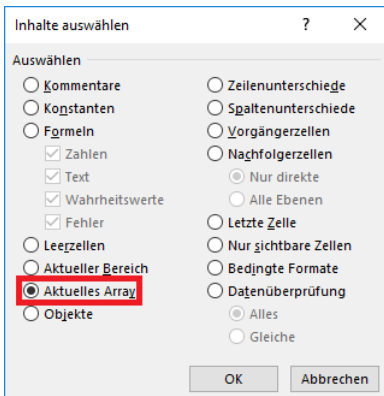 Inhalte auswählen ? ×
Auswählen
Kommentare
Konstanten
Formeln
Zahlen
Text
Wahrheitswerte
Fehler
Leerzellen
Aktueller Bereich
Aktuelles Array
Objekte
Zeilenunterschiede
Spaltenunterschiede
Vorgängerzellen
Nachfolgerzellen
Nur direkte
Alle Ebenen
Letzte Zelle
Nur sichtbare Zellen
Bedingte Formate
Datenüberprüfung
Alles
Gleiche
OK Abbrechen